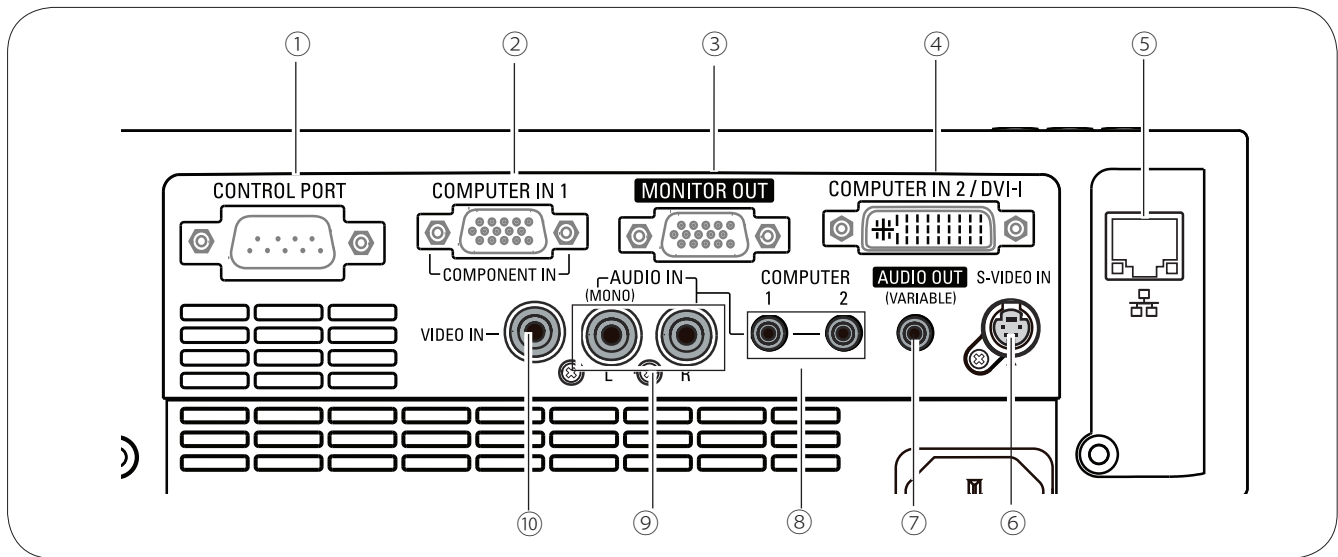 ① ② ③ ④ ⑤
CONTROL PORT
COMPUTER IN 1
MONITOR OUT
COMPUTER IN 2 / DVI-I
COMPONENT IN
AUDIO IN
(MONO)
COMPUTER
1 2
AUDIO OUT
(VARIABLE)
S-VIDEO IN
VIDEO IN
L R
⑩ ⑨ ⑧ ⑦ ⑥